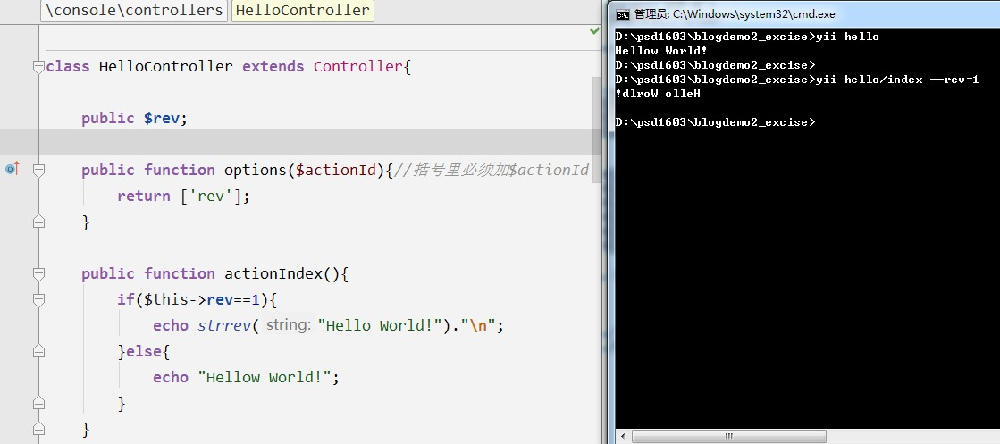 \console\controllers HelloController
class HelloController extends Controller{
public $rev;
public function options($actionId){//括号里必须加$actionId
return ['rev'];
}
public function actionIndex(){
if($this->rev==1){
echo strrev( string: "Hello World!")."\n";
}else{
echo "Hellow World!";
}
}
管理员: C:\Windows\system32\cmd.exe
D:\psd1603\blogdemo2_excise>yii hello
Hellow World!
D:\psd1603\blogdemo2_excise>
D:\psd1603\blogdemo2_excise>yii hello/index --rev=1
!dlroW olleH
D:\psd1603\blogdemo2_excise>